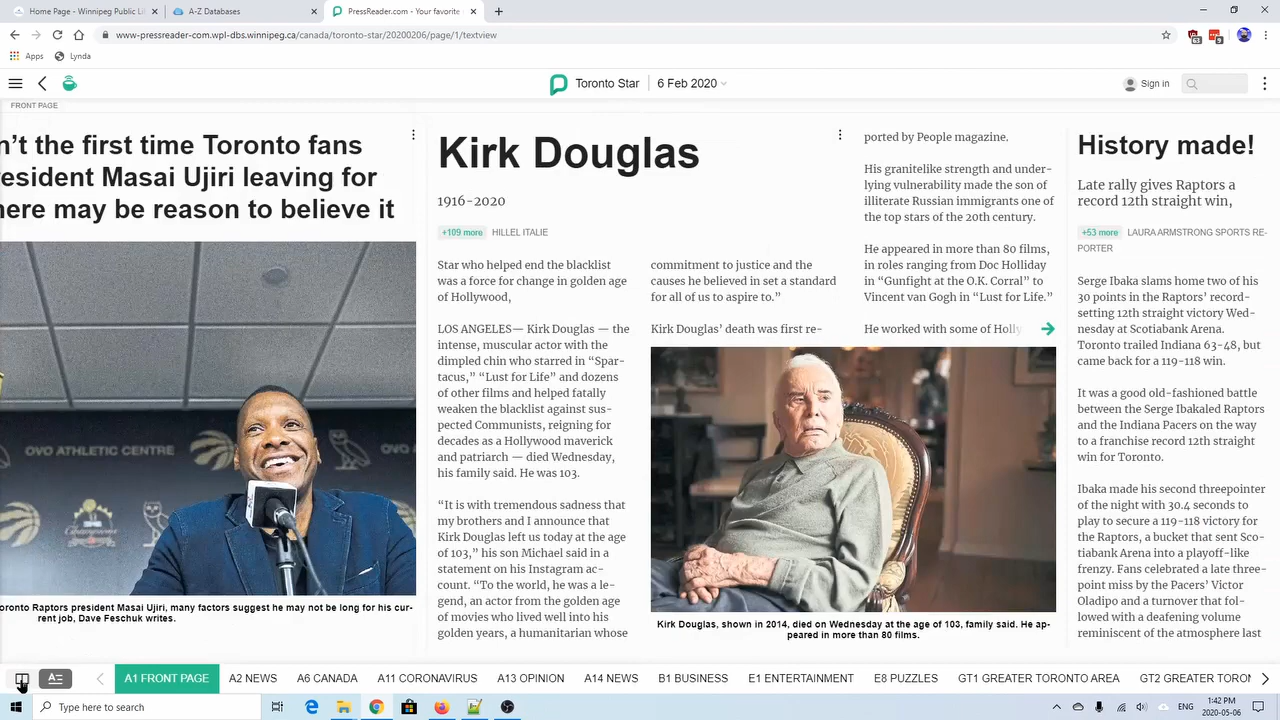 Home - Page - Winnipeg Public Li
A-Z Databases
PressReader.com - Your favorite
www-pressreader-com.wpl-dbs.winnipeg.ca/canada/toronto-star/20200206/page/1/textview
63
9
Apps
Lynda
Toronto Star
6 Feb 2020
Sign in
FRONT PAGE
n't the first time Toronto fans
esident Masai Ujiri leaving for
here may be reason to believe it
OVO ATHLETIC CENTRE
OVO
oronto Raptors president Masai Ujiri, many factors suggest he may not be long for his cur-
rent job, Dave Feschuk writes.
Kirk Douglas
1916-2020
+109 more HILLEL ITALIE
Star who helped end the blacklist
was a force for change in golden age
of Hollywood,
LOS ANGELES— Kirk Douglas — the
intense, muscular actor with the
dimpled chin who starred in “Spar-
tacus,” “Lust for Life” and dozens
of other films and helped fatally
weaken the blacklist against sus-
pected Communists, reigning for
decades as a Hollywood maverick
and patriarch — died Wednesday,
his family said. He was 103.
“It is with tremendous sadness that
my brothers and I announce that
Kirk Douglas left us today at the age
of 103,” his son Michael said in a
statement on his Instagram ac-
count. “To the world, he was a le-
gend, an actor from the golden age
of movies who lived well into his
golden years, a humanitarian whose
commitment to justice and the
causes he believed in set a standard
for all of us to aspire to.”
Kirk Douglas’ death was first re-
ported by People magazine.
His granitelike strength and under-
lying vulnerability made the son of
illiterate Russian immigrants one of
the top stars of the 20th century.
He appeared in more than 80 films,
in roles ranging from Doc Holliday
in “Gunfight at the O.K. Corral” to
Vincent van Gogh in “Lust for Life.”
He worked with some of Holly
Kirk Douglas, shown in 2014, died on Wednesday at the age of 103, family said. He ap-
peared in more than 80 films.
History made!
Late rally gives Raptors a
record 12th straight win,
+53 more LAURA ARMSTRONG SPORTS RE-
PORTER
Serge Ibaka slams home two of his
30 points in the Raptors’ record-
setting 12th straight victory Wed-
nesday at Scotiabank Arena.
Toronto trailed Indiana 63-48, but
came back for a 119-118 win.
It was a good old-fashioned battle
between the Serge Ibakaled Raptors
and the Indiana Pacers on the way
to a franchise record 12th straight
win for Toronto.
Ibaka made his second threepointer
of the night with 30.4 seconds to
play to secure a 119-118 victory for
the Raptors, a bucket that sent Sco-
tiabank Arena into a playoff-like
frenzy. Fans celebrated a late three-
point miss by the Pacers’ Victor
Oladipo and a turnover that fol-
lowed with a deafening volume
reminiscent of the atmosphere last
A1 FRONT PAGE
A2 NEWS
A6 CANADA
A11 CORONAVIRUS
A13 OPINION
A14 NEWS
B1 BUSINESS
E1 ENTERTAINMENT
E8 PUZZLES
GT1 GREATER TORONTO AREA
GT2 GREATER TORON
Type here to search
ENG
1:42 PM
2020-05-06